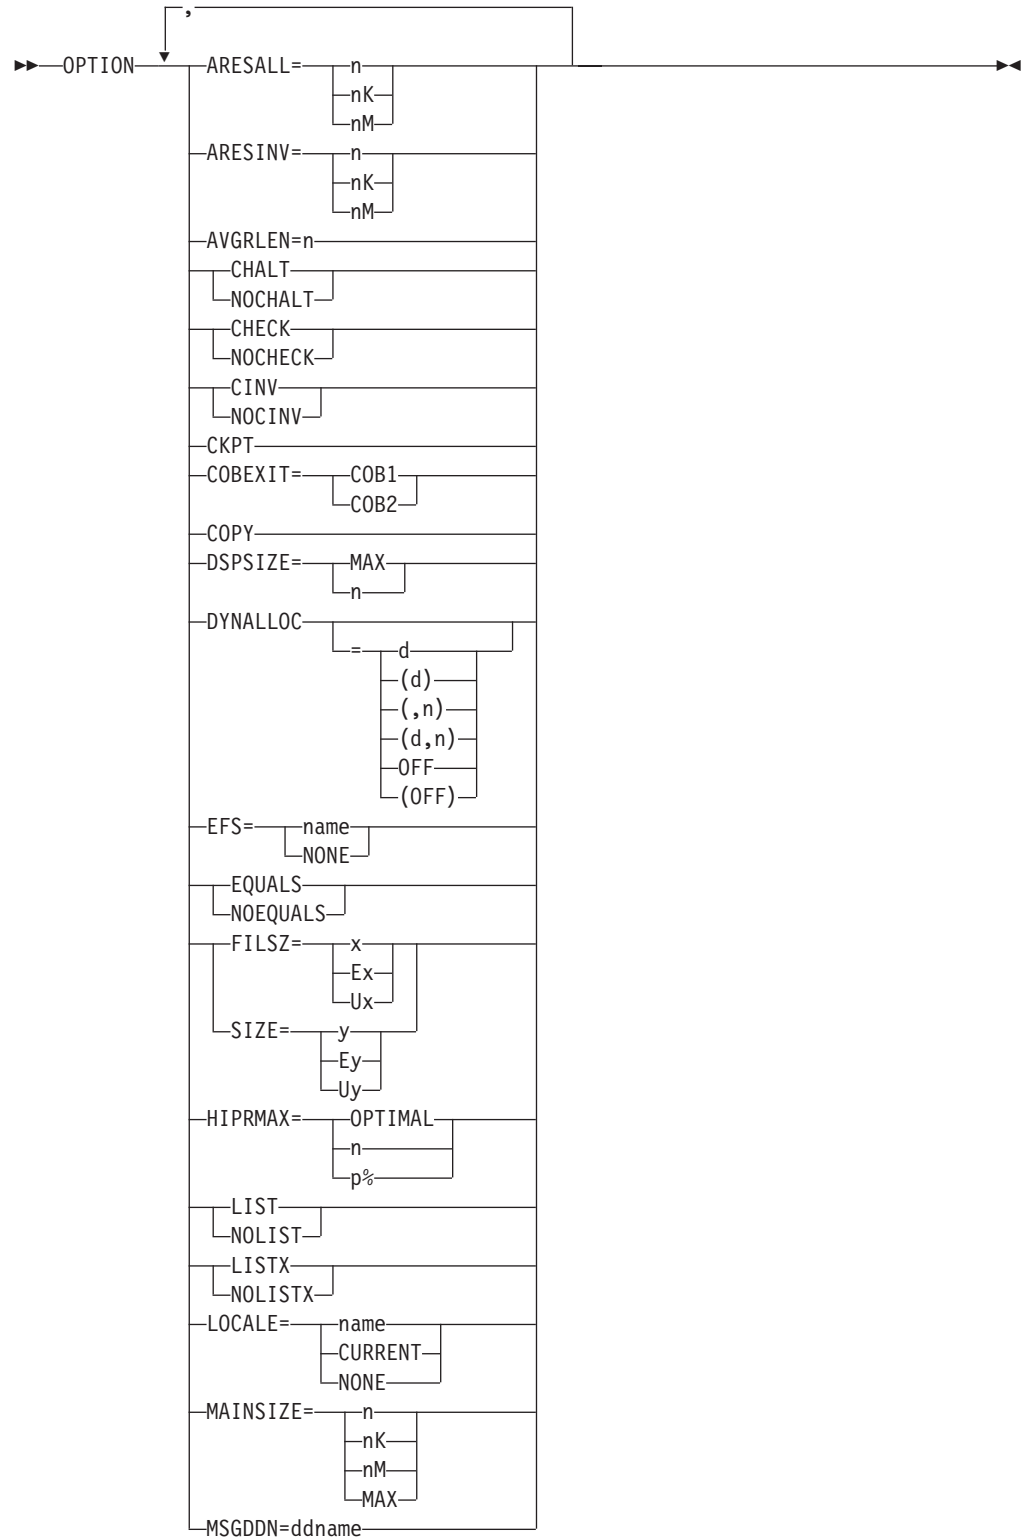 ,
OPTION ARESALL= n
nK
nM
ARESINV= n
nK
nM
AVGRLEN=n
CHALT
NOCHALT
CHECK
NOCHECK
CINV
NOCINV
CKPT
COBEXIT= COB1
COB2
COPY
DSPSIZE= MAX
n
DYNALLOC
= d
(d)
(,n)
(d,n)
OFF
(OFF)
EFS= name
NONE
EQUALS
NOEQUALS
FILSZ= x
Ex
Ux
SIZE= y
Ey
Uy
HIPRMAX= OPTIMAL
n
p%
LIST
NOLIST
LISTX
NOLISTX
LOCALE= name
CURRENT
NONE
MAINSIZE= n
nK
nM
MAX
MSGDDN=ddname